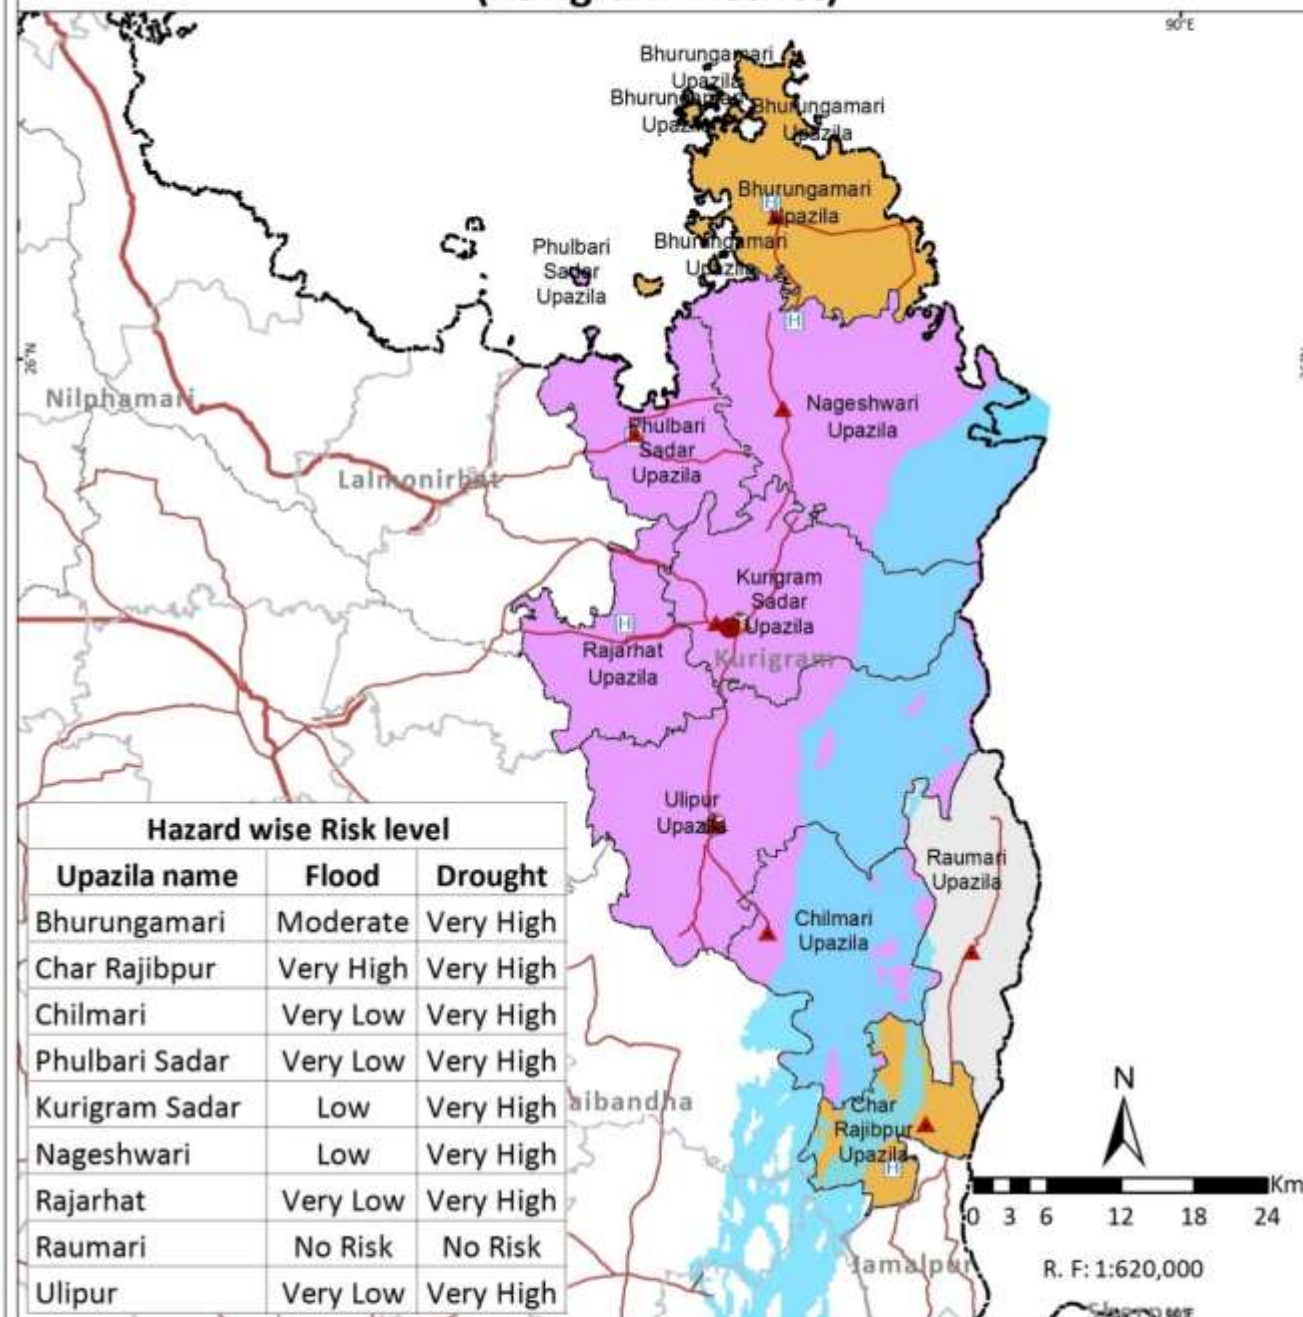 90°E
Bhurungamari
Upazila
Bhurungamari
Upazila
Bhurungamari
Upazila
Bhurungamari
Upazila
H
Bhurungamari
Upazila
Phulbari
Sadar
Upazila
H
26°N
Nilphamari
Nageshwari
Upazila
Phulbari
Sadar
Upazila
Lalmonirhat
Kurigram
Sadar
Upazila
H
Rajarhat
Upazila
Kurigram
Ulipur
Upazila
Raumari
Upazila
Chilmari
Upazila
Hazard wise Risk level
Upazila name Flood Drought
Bhurungamari Moderate Very High
Char Rajibpur Very High Very High
Chilmari Very Low Very High
Phulbari Sadar Very Low Very High
Kurigram Sadar Low Very High
Nageshwari Low Very High
Rajarhat Very Low Very High
Raumari No Risk No Risk
Ulipur Very Low Very High
aibandha
Char
Rajibpur
Upazila
H
N
Km
0 3 6 12 18 24
Jamalpur
R. F: 1:620,000